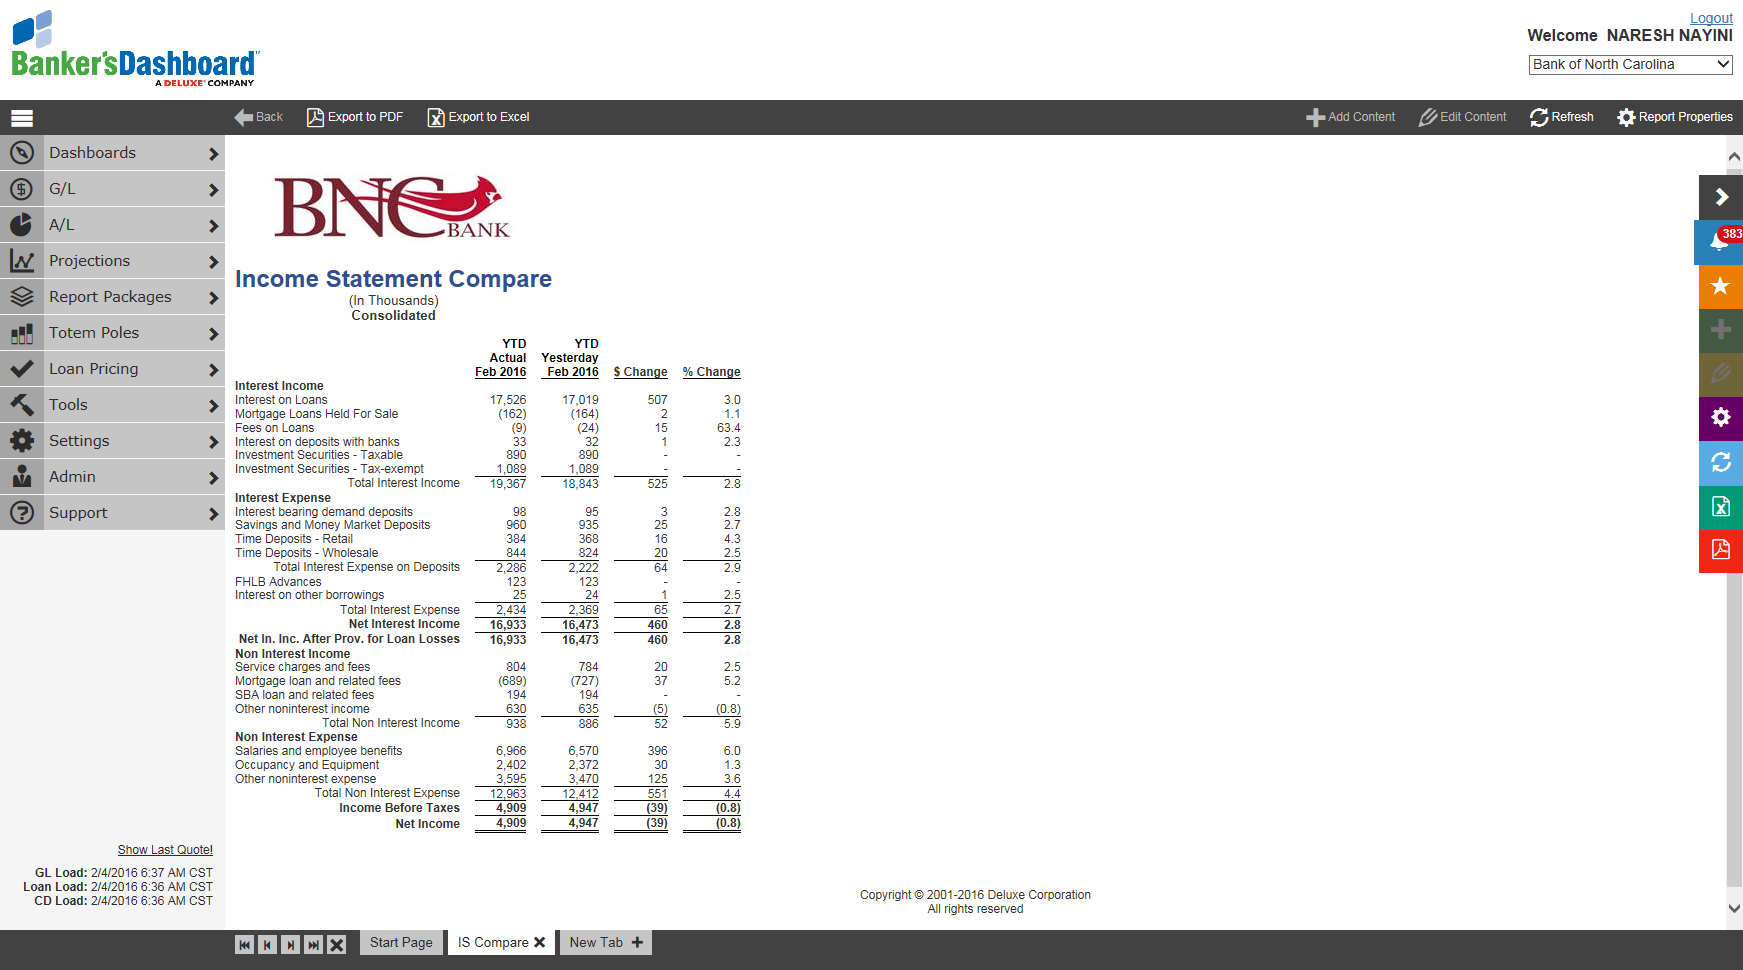 Logout
Welcome NARESH NAYINI
Bank of North Carolina
Banker'sDashboard
A DELUXE COMPANY
Back Export to PDF Export to Excel Add Content Edit Content Refresh Report Properties
Dashboards
G/L
A/L
Projections
Report Packages
Totem Poles
Loan Pricing
Tools
Settings
Admin
Support
383
BNC BANK
Income Statement Compare
(In Thousands)
Consolidated
YTD YTD
Actual Yesterday
Feb 2016 Feb 2016 $ Change % Change
Interest Income
Interest on Loans 17,526 17,019 507 3.0
Mortgage Loans Held For Sale (162) (164) 2 1.1
Fees on Loans (9) (24) 15 63.4
Interest on deposits with banks 33 32 1 2.3
Investment Securities - Taxable 890 890 - -
Investment Securities - Tax-exempt 1,089 1,089 - -
Total Interest Income 19,367 18,843 525 2.8
Interest Expense
Interest bearing demand deposits 98 95 3 2.8
Savings and Money Market Deposits 960 935 25 2.7
Time Deposits - Retail 384 368 16 4.3
Time Deposits - Wholesale 844 824 20 2.5
Total Interest Expense on Deposits 2,286 2,222 64 2.9
FHLB Advances 123 123 - -
Interest on other borrowings 25 24 1 2.5
Total Interest Expense 2,434 2,369 65 2.7
Net Interest Income 16,933 16,473 460 2.8
Net In. Inc. After Prov. for Loan Losses 16,933 16,473 460 2.8
Non Interest Income
Service charges and fees 804 784 20 2.5
Mortgage loan and related fees (689) (727) 37 5.2
SBA loan and related fees 194 194 - -
Other noninterest income 630 635 (5) (0.8)
Total Non Interest Income 938 886 52 5.9
Non Interest Expense
Salaries and employee benefits 6,966 6,570 396 6.0
Occupancy and Equipment 2,402 2,372 30 1.3
Other noninterest expense 3,595 3,470 125 3.6
Total Non Interest Expense 12,963 12,412 551 4.4
Income Before Taxes 4,909 4,947 (39) (0.8)
Net Income 4,909 4,947 (39) (0.8)
Show Last Quote!
GL Load: 2/4/2016 6:37 AM CST
Loan Load: 2/4/2016 6:36 AM CST
CD Load: 2/4/2016 6:36 AM CST
Copyright © 2001-2016 Deluxe Corporation
All rights reserved
Start Page IS Compare New Tab